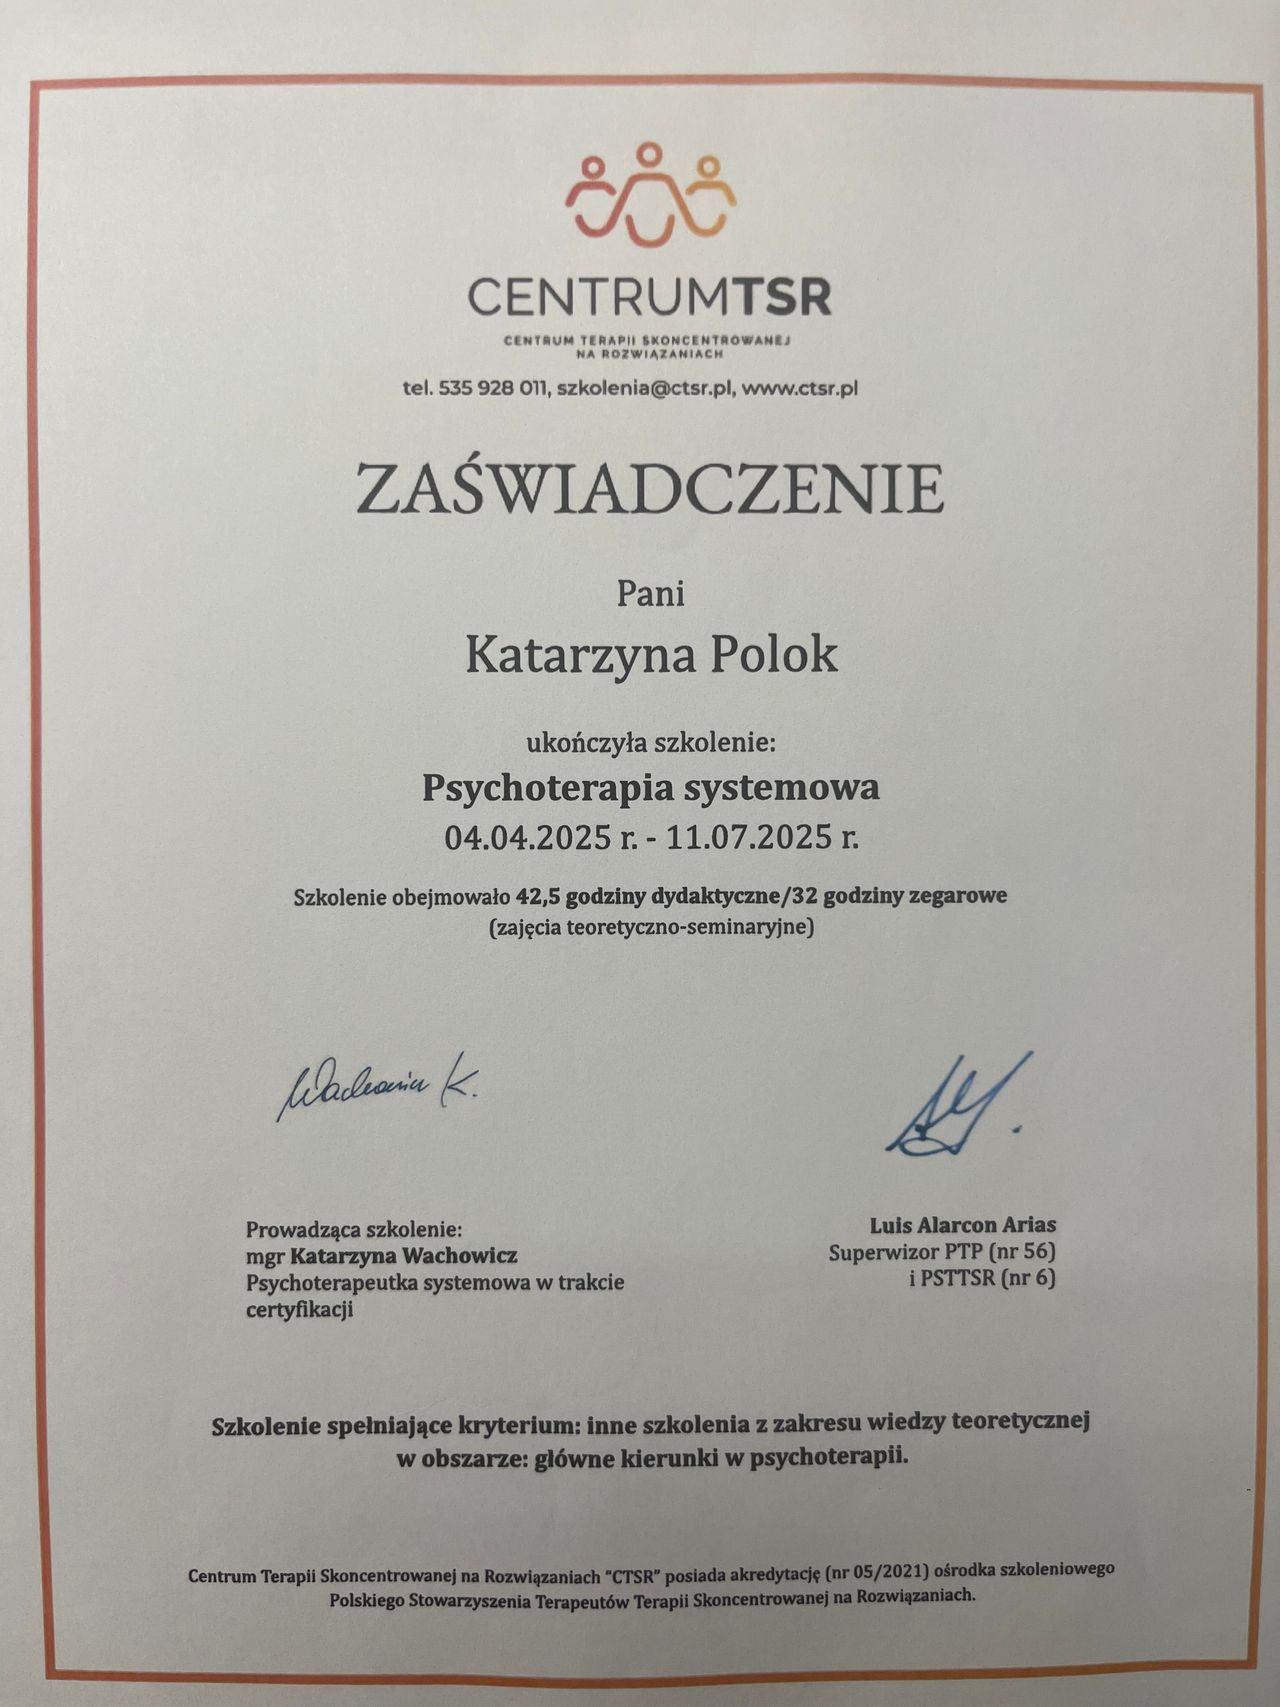 CENTRUMTSR
CENTRUM TERAPII SKONCENTROWANEJ
NA ROZWIĄZANIACH
tel. 535 928 011, szkolenia@ctsr.pl, www.ctsr.pl
ZAŚWIADCZENIE
Pani
Katarzyna Polok
ukończyła szkolenie:
Psychoterapia systemowa
04.04.2025 r. - 11.07.2025 r.
Szkolenie obejmowało 42,5 godziny dydaktyczne/32 godziny zegarowe
(zajęcia teoretyczno-seminaryjne)
K.
Prowadząca szkolenie:
mgr Katarzyna Wachowicz
Psychoterapeutka systemowa w trakcie
certyfikacji
Luis Alarcon Arias
Superwizor PTP (nr 56)
i PSTTSR (nr 6)
Szkolenie spełniające kryterium: inne szkolenia z zakresu wiedzy teoretycznej
w obszarze: główne kierunki w psychoterapii.
Centrum Terapii Skoncentrowanej na Rozwiązaniach "CTSR" posiada akredytację (nr 05/2021) ośrodka szkoleniowego
Polskiego Stowarzyszenia Terapeutów Terapii Skoncentrowanej na Rozwiązaniach.